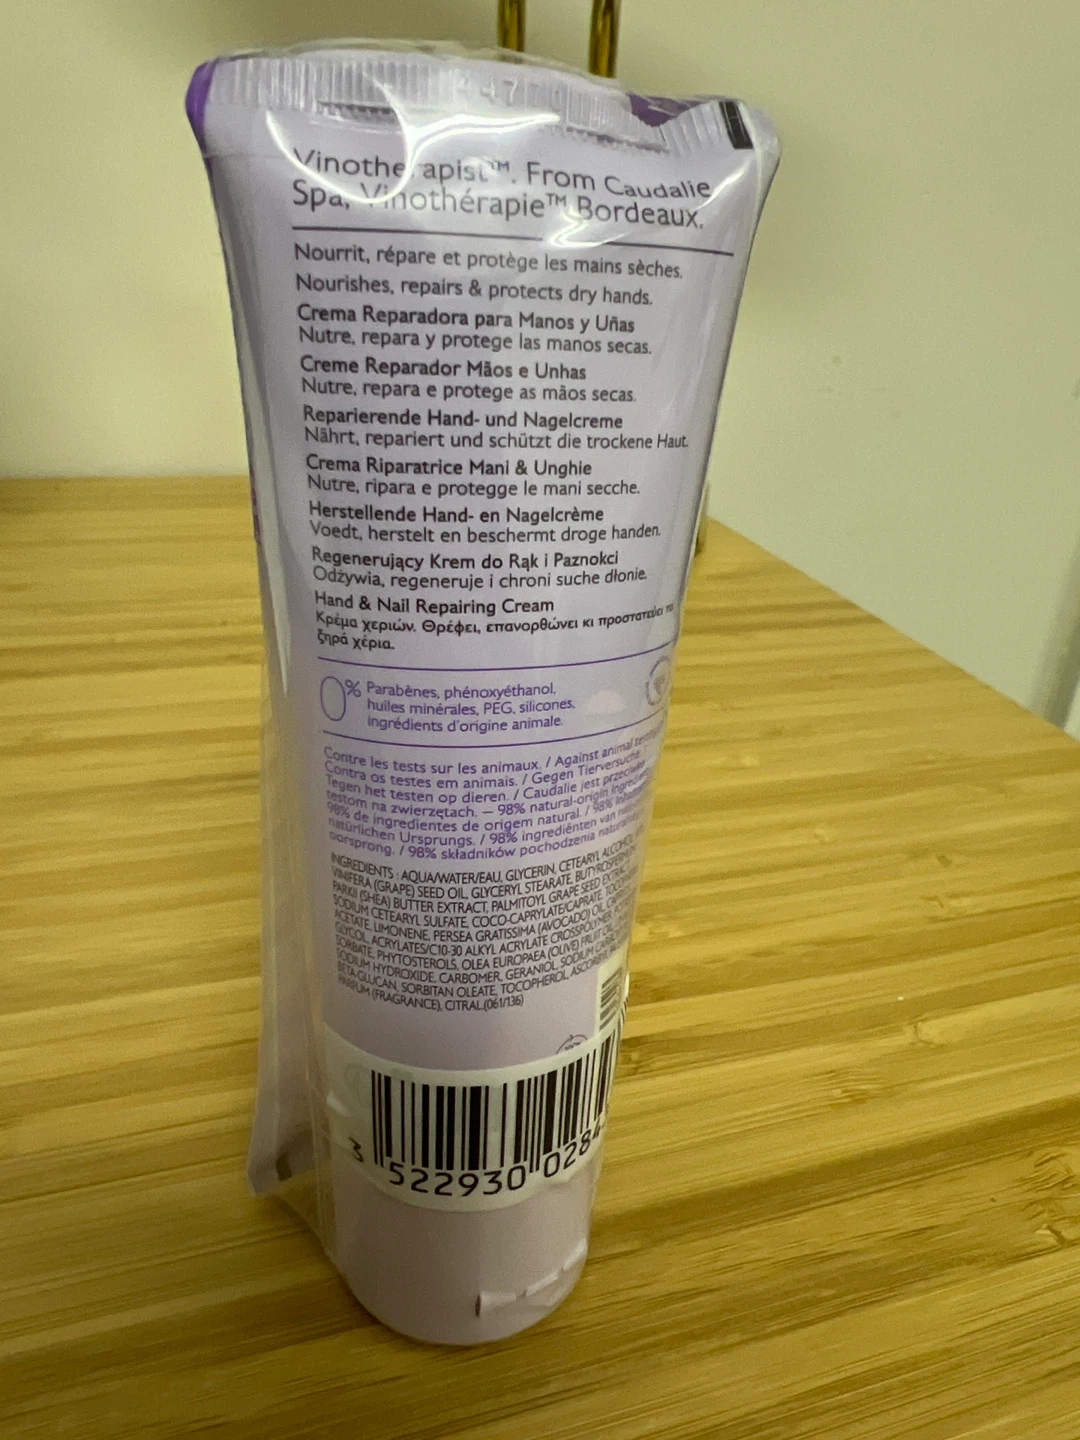 4770
Vinotherapist™. From Caudalie
Spa, Vinothérapie™ Bordeaux.
Nourrit, répare et protège les mains sèches.
Nourishes, repairs & protects dry hands.
Crema Reparadora para Manos y Uñas
Nutre, repara y protege las manos secas.
Creme Reparador Mãos e Unhas
Nutre, repara e protege as mãos secas.
Reparierende Hand- und Nagelcreme
Nährt, repariert und schützt die trockene Haut.
Crema Riparatrice Mani & Unghie
Nutre, ripara e protegge le mani secche.
Herstellende Hand- en Nagelcrème
Voedt, herstelt en beschermt droge handen.
Regenerujący Krem do Rąk i Paznokci
Odżywia, regeneruje i chroni suche dłonie.
Hand & Nail Repairing Cream
Κρέμα χεριών. Θρέφει, επανορθώνει κι προστατεύει τα
ξηρά χέρια.
0% Parabènes, phénoxyéthanol,
huiles minérales, PEG, silicones,
ingrédients d'origine animale.
Contre les tests sur les animaux. / Against animal testing.
Contra os testes em animais. / Gegen Tierversuche.
Tegen het testen op dieren. / Caudalie jest przeciwko
testom na zwierzętach. — 98% natural-origin ingredients
98% de ingredientes de origem natural. / 98%
natürlichen Ursprungs. / 98% ingrediënten van
oorsprong. / 98% składników pochodzenia
INGREDIENTS : AQUA/WATER/EAU, GLYCERIN, CETEARYL ALCOHOL,
VINIFERA (GRAPE) SEED OIL, GLYCERYL STEARATE, BUTYROSPERMUM
PARKII (SHEA) BUTTER EXTRACT, PALMITOYL GRAPE SEED EXTRACT,
SODIUM CETEARYL SULFATE, COCO-CAPRYLATE/CAPRATE,
ACETATE, LIMONENE, PERSEA GRATISSIMA (AVOCADO) OIL,
GLYCOL, ACRYLATES/C10-30 ALKYL ACRYLATE CROSSPOLYMER,
SORBATE, PHYTOSTEROLS, OLEA EUROPAEA (OLIVE) FRUIT OIL,
SODIUM HYDROXIDE, CARBOMER, GERANIOL, SODIUM
BETA-GLUCAN, SORBITAN OLEATE, TOCOPHEROL,
PARFUM (FRAGRANCE), CITRAL.(061/136)
3 522930 028